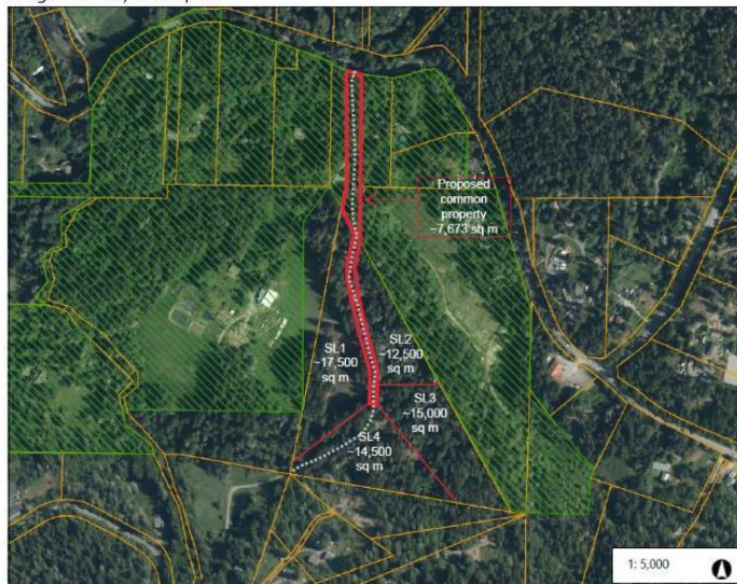 Proposed
common
property
~7,673 sq m
SL1
~17,500
sq m
SL2
~12,500
sq m
SL3
~15,000
sq m
SL4
~14,500
sq m
1: 5,000